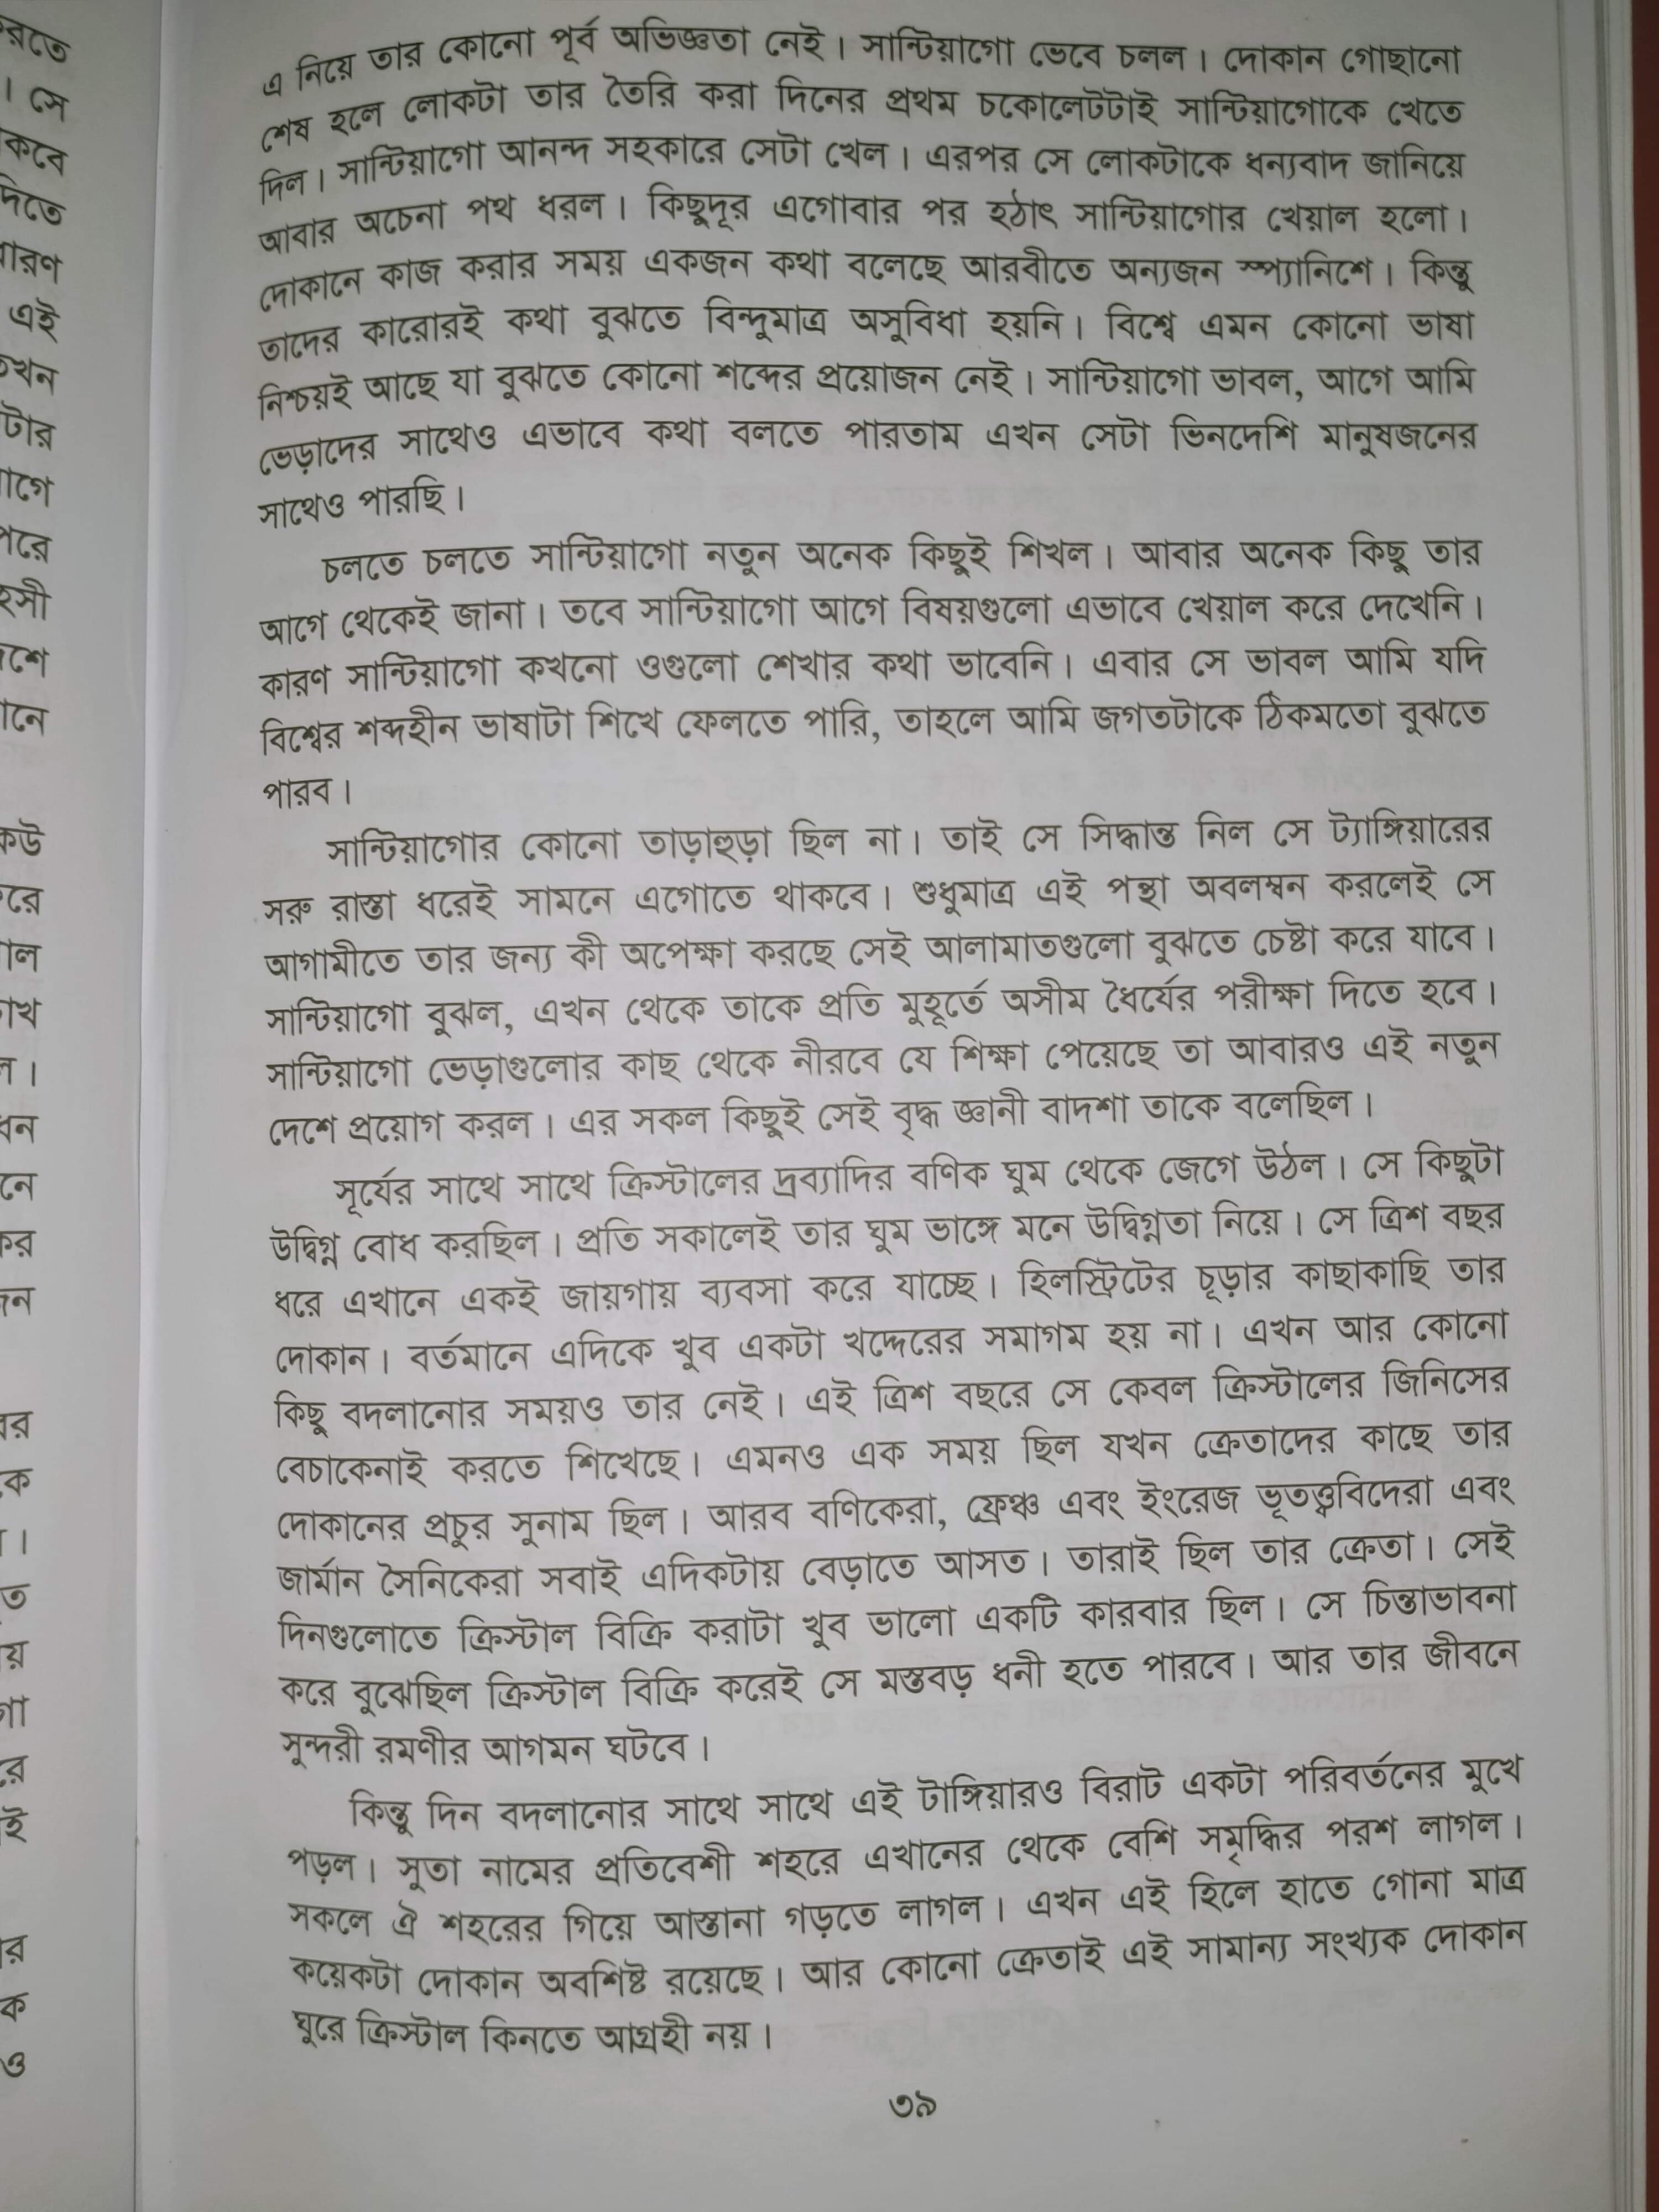 এ নিয়ে তার কোনো পূর্ব অভিজ্ঞতা নেই। সান্টিয়াগো ভেবে চলল। দোকান গোছানো
শেষ হলে লোকটা তার তৈরি করা দিনের প্রথম চকোলেটটাই সান্টিয়াগোকে খেতে
দিল। সান্টিয়াগো আনন্দ সহকারে সেটা খেল। এরপর সে লোকটাকে ধন্যবাদ জানিয়ে
আবার অচেনা পথ ধরল। কিছুদূর এগোবার পর হঠাৎ সান্টিয়াগোর খেয়াল হলো।
দোকানে কাজ করার সময় একজন কথা বলেছে আরবীতে অন্যজন স্প্যানিশে। কিন্তু
তাদের কারোরই কথা বুঝতে বিন্দুমাত্র অসুবিধা হয়নি। বিশ্বে এমন কোনো ভাষা
নিশ্চয়ই আছে যা বুঝতে কোনো শব্দের প্রয়োজন নেই। সান্টিয়াগো ভাবল, আগে আমি
ভেড়াদের সাথেও এভাবে কথা বলতে পারতাম এখন সেটা ভিনদেশি মানুষজনের
সাথেও পারছি।
চলতে চলতে সান্টিয়াগো নতুন অনেক কিছুই শিখল। আবার অনেক কিছু তার
আগে থেকেই জানা। তবে সান্টিয়াগো আগে বিষয়গুলো এভাবে খেয়াল করে দেখেনি।
কারণ সান্টিয়াগো কখনো ওগুলো শেখার কথা ভাবেনি। এবার সে ভাবল আমি যদি
বিশ্বের শব্দহীন ভাষাটা শিখে ফেলতে পারি, তাহলে আমি জগতটাকে ঠিকমতো বুঝতে
পারব।
সান্টিয়াগোর কোনো তাড়াহুড়া ছিল না। তাই সে সিদ্ধান্ত নিল সে ট্যাঙ্গিয়ারের
সরু রাস্তা ধরেই সামনে এগোতে থাকবে। শুধুমাত্র এই পন্থা অবলম্বন করলেই সে
আগামীতে তার জন্য কী অপেক্ষা করছে সেই আলামাতগুলো বুঝতে চেষ্টা করে যাবে।
সান্টিয়াগো বুঝল, এখন থেকে তাকে প্রতি মুহূর্তে অসীম ধৈর্যের পরীক্ষা দিতে হবে।
সান্টিয়াগো ভেড়াগুলোর কাছ থেকে নীরবে যে শিক্ষা পেয়েছে তা আবারও এই নতুন
দেশে প্রয়োগ করল। এর সকল কিছুই সেই বৃদ্ধ জ্ঞানী বাদশা তাকে বলেছিল।
সূর্যের সাথে সাথে ক্রিস্টালের দ্রব্যাদির বণিক ঘুম থেকে জেগে উঠল। সে কিছুটা
উদ্বিগ্ন বোধ করছিল। প্রতি সকালেই তার ঘুম ভাঙ্গে মনে উদ্বিগ্নতা নিয়ে। সে ত্রিশ বছর
ধরে এখানে একই জায়গায় ব্যবসা করে যাচ্ছে। হিলস্ট্রিটের চূড়ার কাছাকাছি তার
দোকান। বর্তমানে এদিকে খুব একটা খদ্দেরের সমাগম হয় না। এখন আর কোনো
কিছু বদলানোর সময়ও তার নেই। এই ত্রিশ বছরে সে কেবল ক্রিস্টালের জিনিসের
বেচাকেনাই করতে শিখেছে। এমনও এক সময় ছিল যখন ক্রেতাদের কাছে তার
দোকানের প্রচুর সুনাম ছিল। আরব বণিকেরা, ফ্রেঞ্চ এবং ইংরেজ ভূতত্ত্ববিদেরা এবং
জার্মান সৈনিকেরা সবাই এদিকটায় বেড়াতে আসত। তারাই ছিল তার ক্রেতা। সেই
দিনগুলোতে ক্রিস্টাল বিক্রি করাটা খুব ভালো একটি কারবার ছিল। সে চিন্তাভাবনা
করে বুঝেছিল ক্রিস্টাল বিক্রি করেই সে মস্তবড় ধনী হতে পারবে। আর তার জীবনে
সুন্দরী রমণীর আগমন ঘটবে।
কিন্তু দিন বদলানোর সাথে সাথে এই টাঙ্গিয়ারও বিরাট একটা পরিবর্তনের মুখে
পড়ল। সুতা নামের প্রতিবেশী শহরে এখানের থেকে বেশি সমৃদ্ধির পরশ লাগল।
সকলে ঐ শহরের গিয়ে আস্তানা গড়তে লাগল। এখন এই হিলে হাতে গোনা মাত্র
কয়েকটা দোকান অবশিষ্ট রয়েছে। আর কোনো ক্রেতাই এই সামান্য সংখ্যক দোকান
ঘুরে ক্রিস্টাল কিনতে আগ্রহী নয়।
৩৯